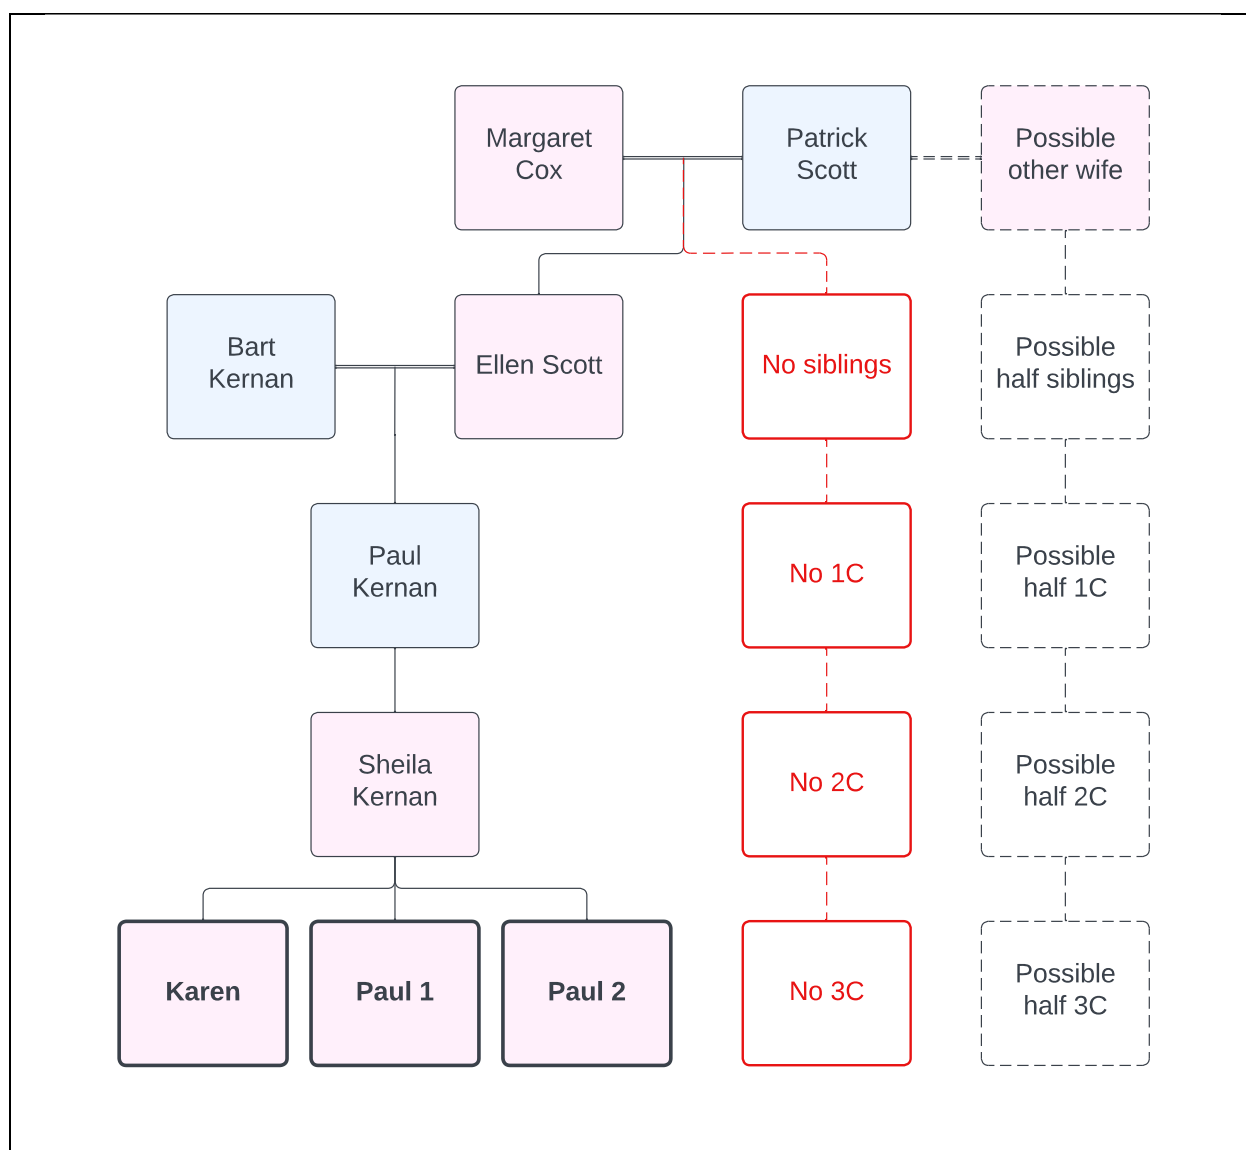 Margaret
Cox
Patrick
Scott
Possible
other wife
Bart
Kernan
Ellen Scott
No siblings
Possible
half siblings
Paul
Kernan
No 1C
Possible
half 1C
Sheila
Kernan
No 2C
Possible
half 2C
Karen
Paul 1
Paul 2
No 3C
Possible
half 3C